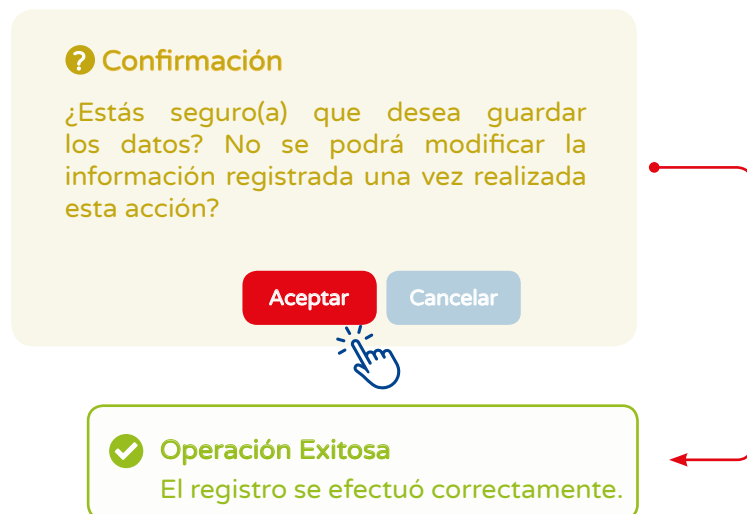 Confirmación
¿Estás seguro(a) que desea guardar
los datos? No se podrá modificar la
información registrada una vez realizada
esta acción?
Aceptar Cancelar
Operación Exitosa
El registro se efectuó correctamente.